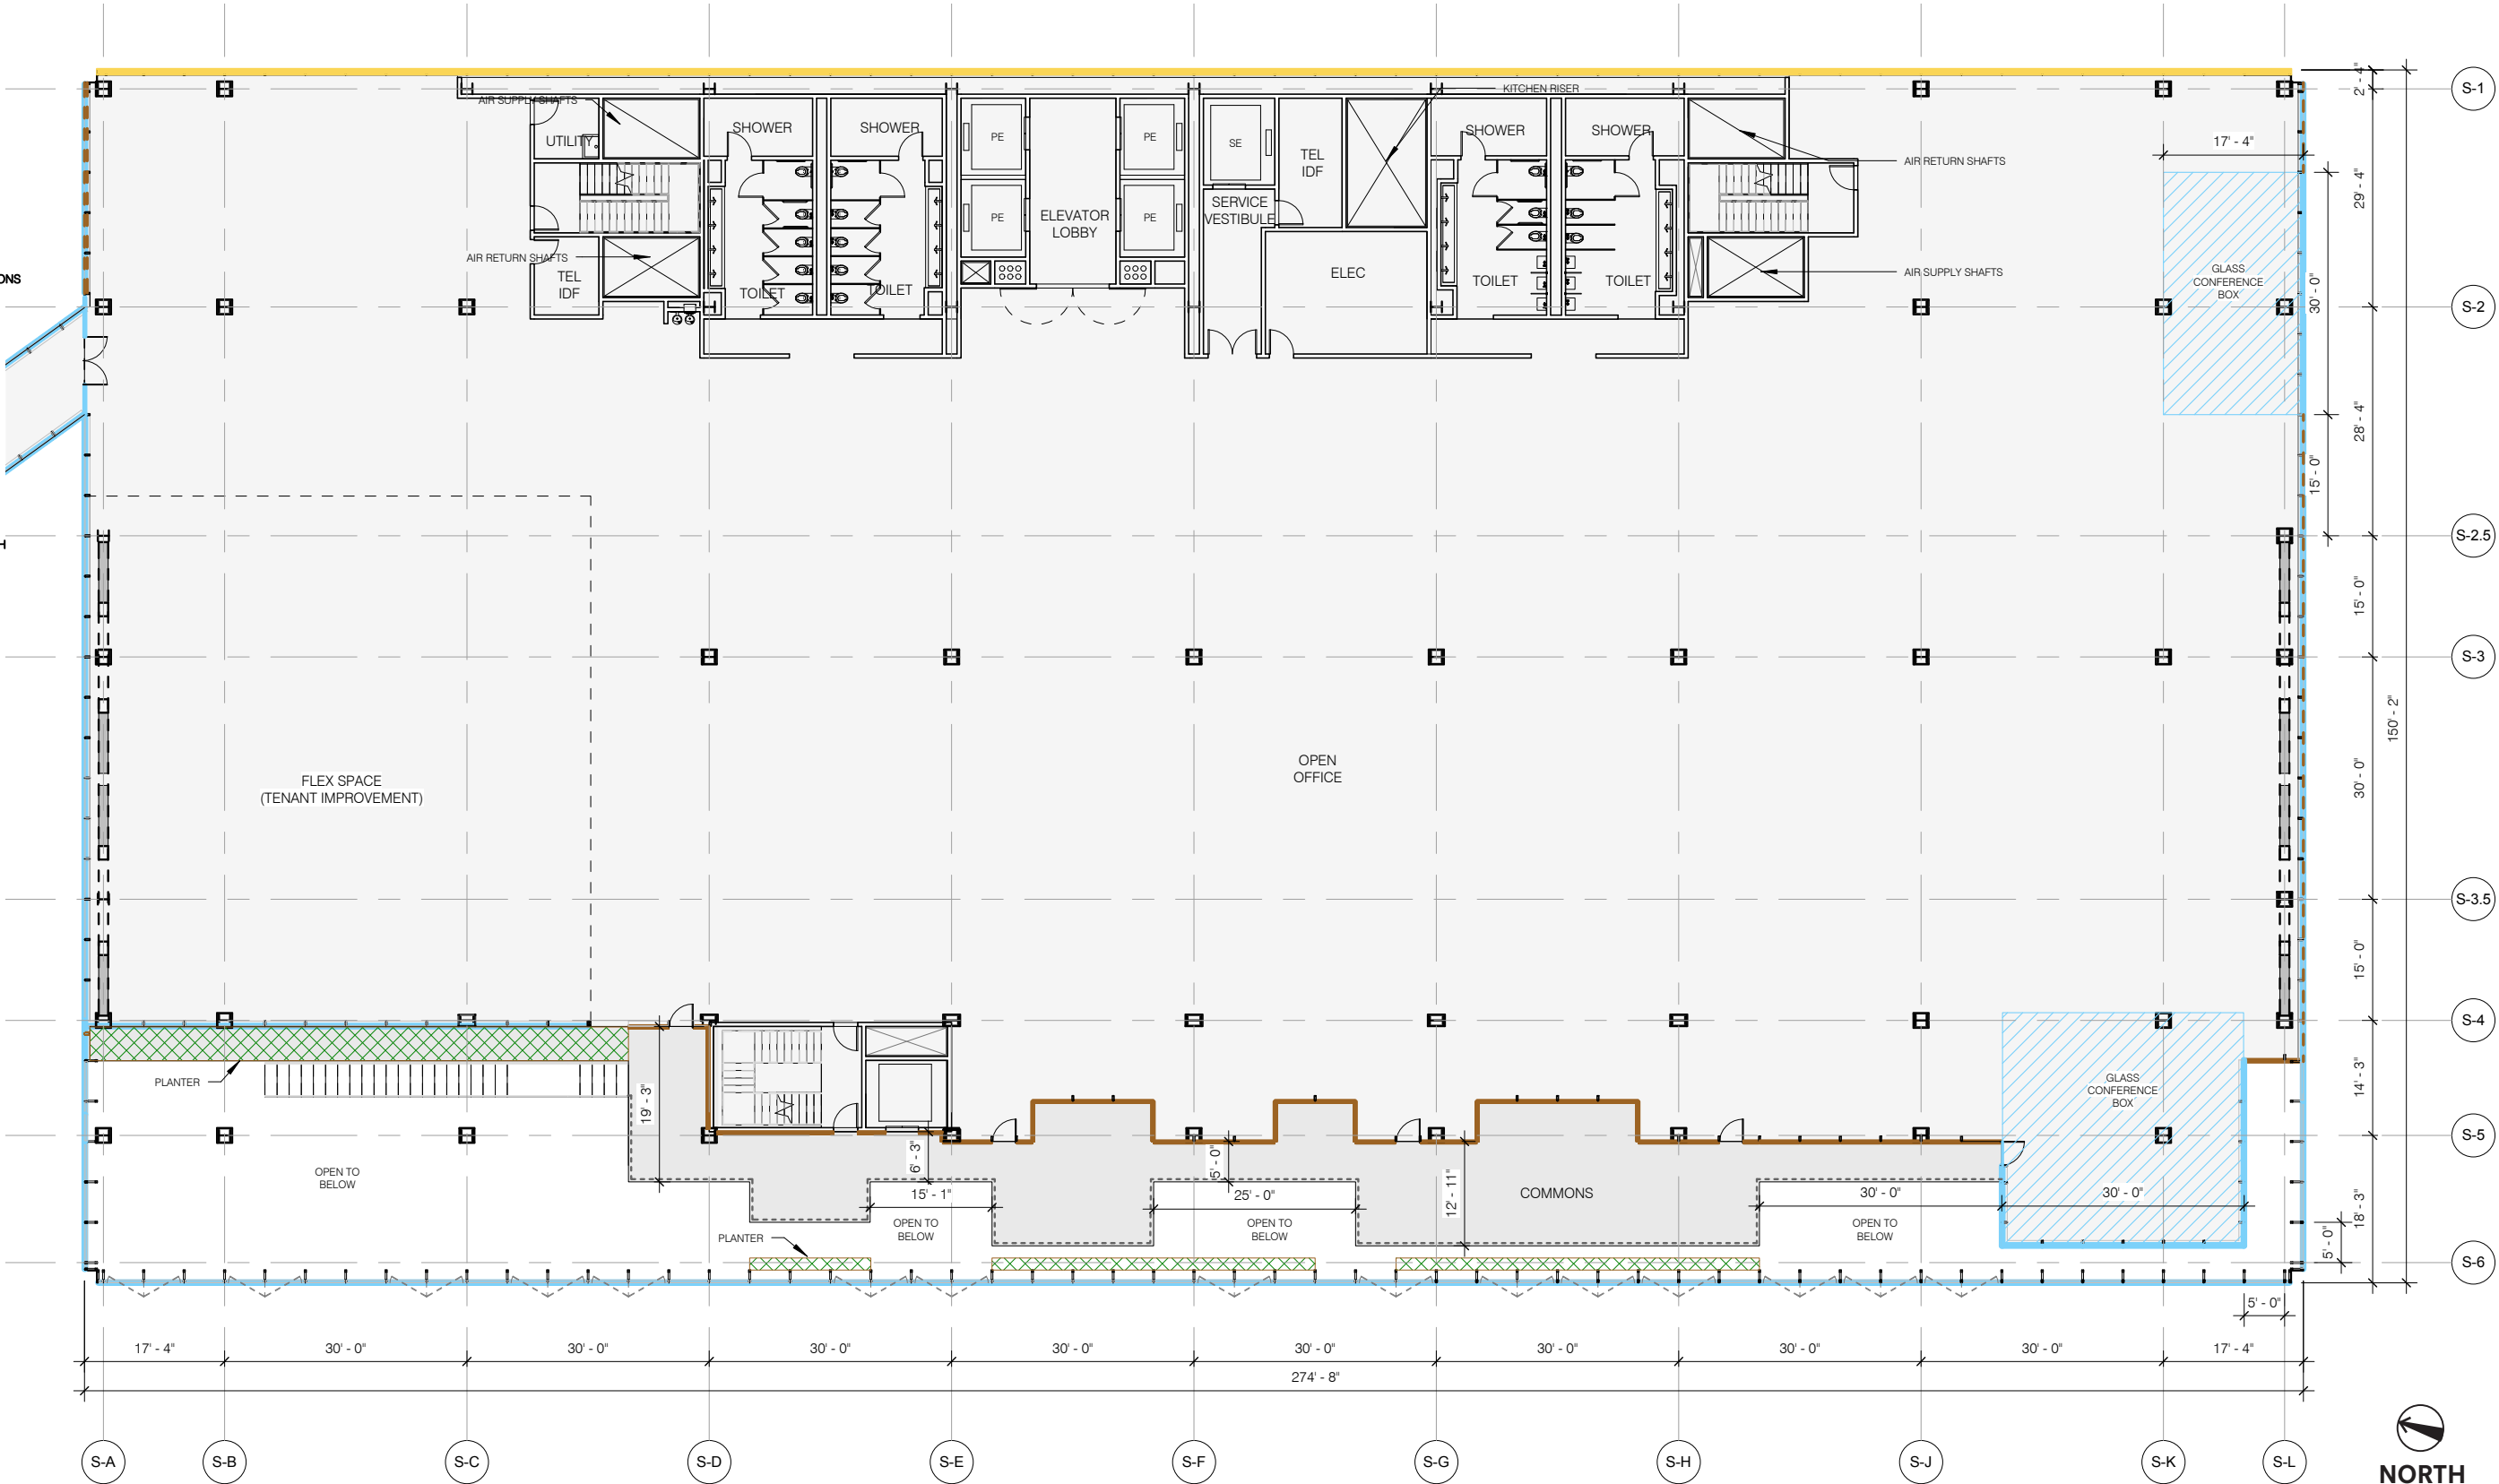 S-1
2' - 4"
AIR SUPPLY SHAFTS
KITCHEN RISER
UTILITY
SHOWER
SHOWER
PE
PE
SE
TEL
IDF
SHOWER
SHOWER
17' - 4"
AIR RETURN SHAFTS
29' - 4"
PE
ELEVATOR
LOBBY
PE
SERVICE
VESTIBULE
AIR RETURN SHAFTS
TEL
IDF
TOILET
TOILET
ELEC
TOILET
TOILET
AIR SUPPLY SHAFTS
GLASS
CONFERENCE
BOX
30' - 0"
ONS
S-2
28' - 4"
15' - 0"
S-2.5
15' - 0"
S-3
150' - 2"
OPEN
OFFICE
30' - 0"
FLEX SPACE
(TENANT IMPROVEMENT)
S-3.5
15' - 0"
S-4
PLANTER
19' - 3"
GLASS
CONFERENCE
BOX
14' - 3"
S-5
6' - 3"
5' - 0"
12' - 11"
OPEN TO
BELOW
15' - 1"
25' - 0"
COMMONS
30' - 0"
30' - 0"
18' - 3"
PLANTER
OPEN TO
BELOW
OPEN TO
BELOW
OPEN TO
BELOW
5' - 0"
S-6
5' - 0"
17' - 4"
30' - 0"
30' - 0"
30' - 0"
30' - 0"
30' - 0"
30' - 0"
30' - 0"
30' - 0"
17' - 4"
274' - 8"
S-A
S-B
S-C
S-D
S-E
S-F
S-G
S-H
S-J
S-K
S-L
NORTH